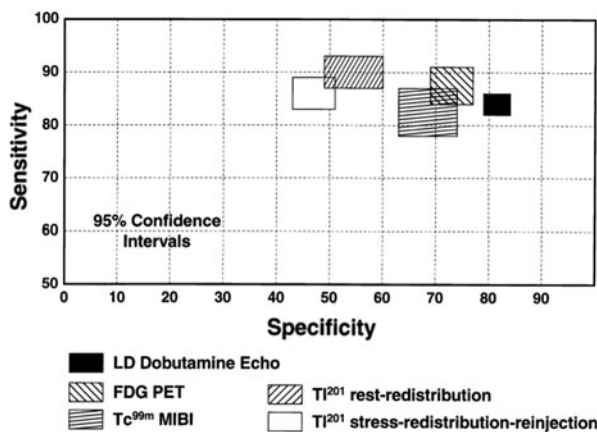 100
90
80
70
60
50
Sensitivity
95% Confidence
Intervals
0 10 20 30 40 50 60 70 80 90
Specificity
LD Dobutamine Echo
FDG PET
Tl201 rest-redistribution
Tc99m MIBI
Tl201 stress-redistribution-reinjection